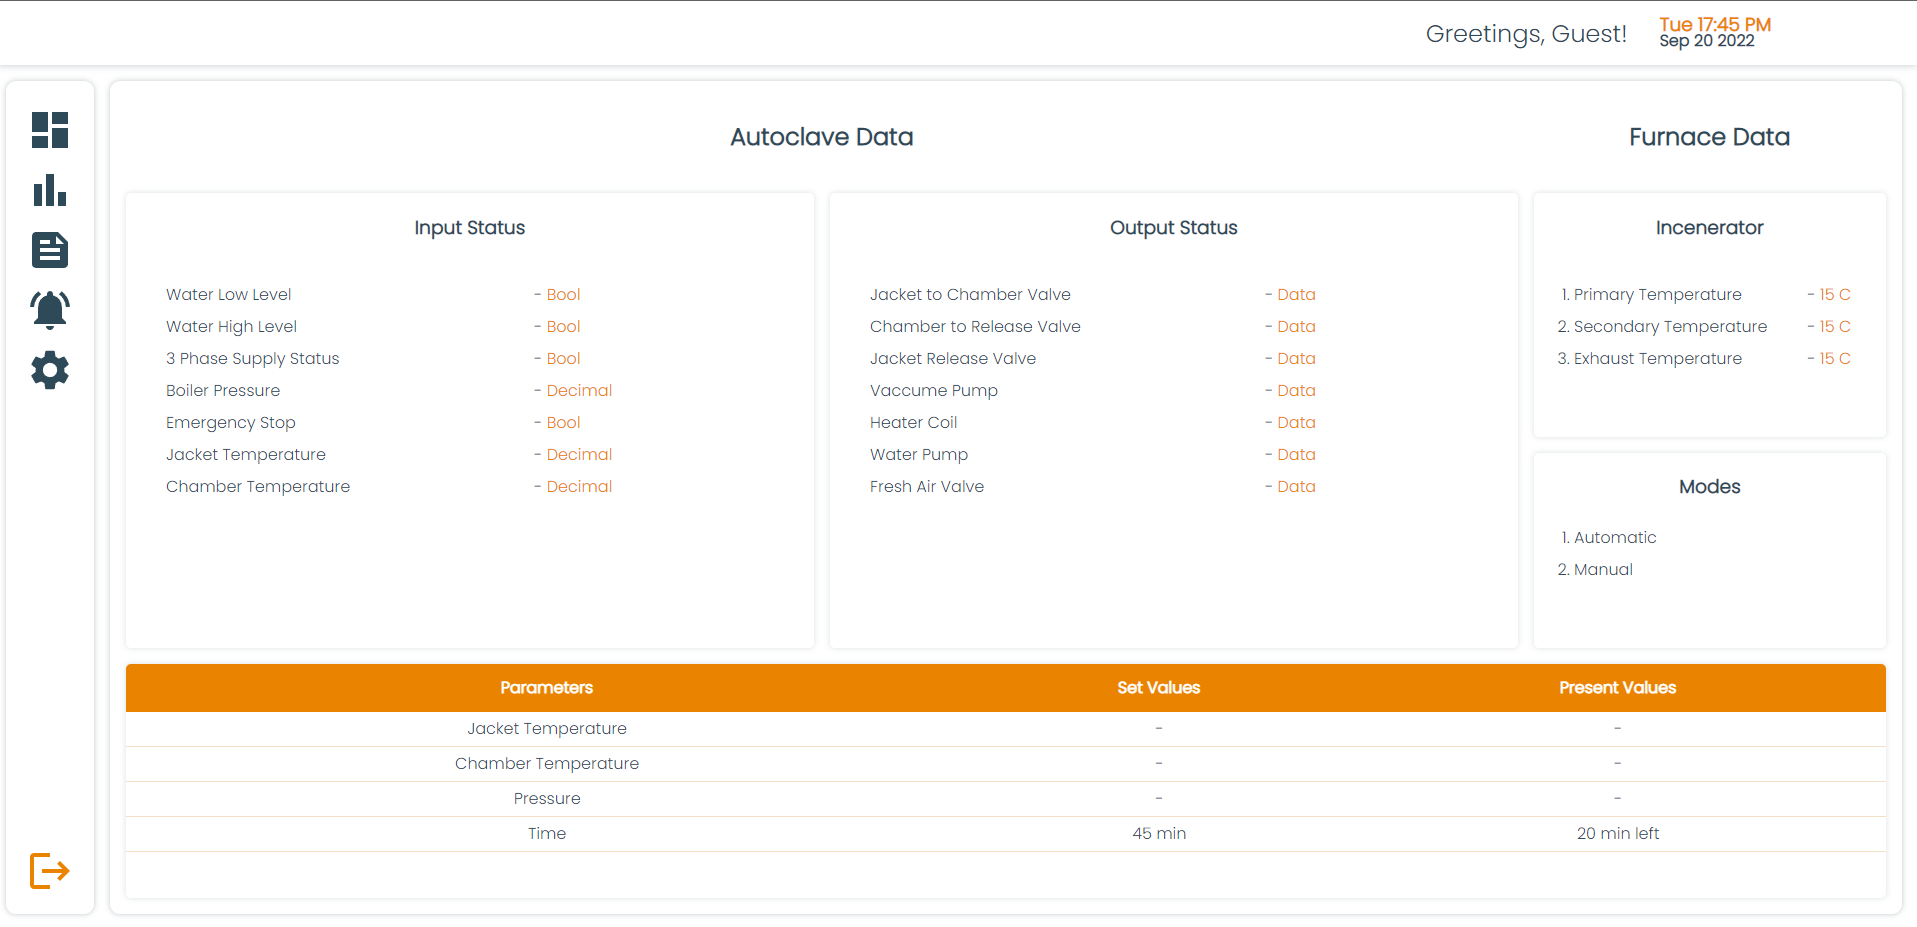 Greetings, Guest!
Tue 17:45 PM
Sep 20 2022
Autoclave Data
Furnace Data
Input Status
Water Low Level - Bool
Water High Level - Bool
3 Phase Supply Status - Bool
Boiler Pressure - Decimal
Emergency Stop - Bool
Jacket Temperature - Decimal
Chamber Temperature - Decimal
Output Status
Jacket to Chamber Valve - Data
Chamber to Release Valve - Data
Jacket Release Valve - Data
Vaccume Pump - Data
Heater Coil - Data
Water Pump - Data
Fresh Air Valve - Data
Incenerator
1. Primary Temperature - 15 C
2. Secondary Temperature - 15 C
3. Exhaust Temperature - 15 C
Modes
1. Automatic
2. Manual
Parameters Set Values Present Values
Jacket Temperature - -
Chamber Temperature - -
Pressure - -
Time 45 min 20 min left